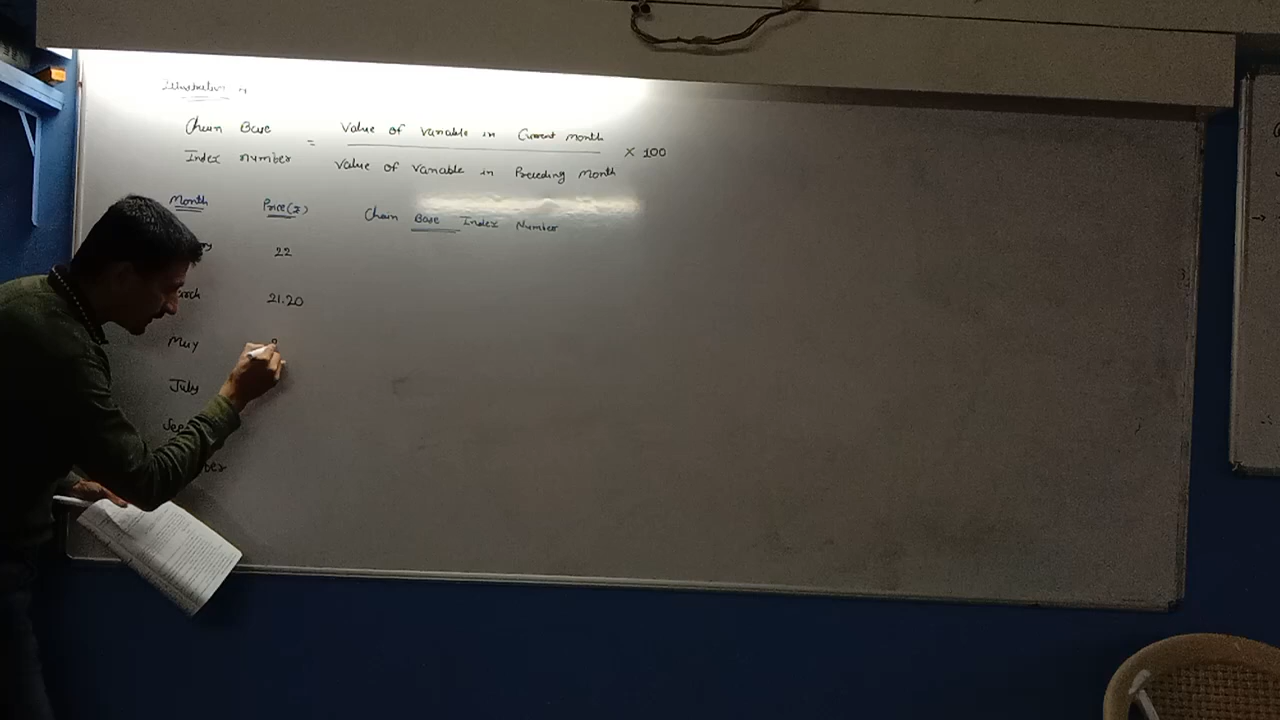 Illustration
Chain Base
Index number = Value of Variable in Current month / Value of Variable in Preceding Month × 100
Month Price(₹) Chain Base Index Number
22
21.20
May
July